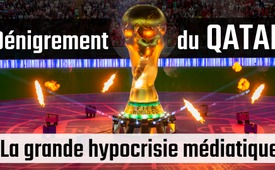 Dénigrement du QATAR
La grande hypocrisie médiatique